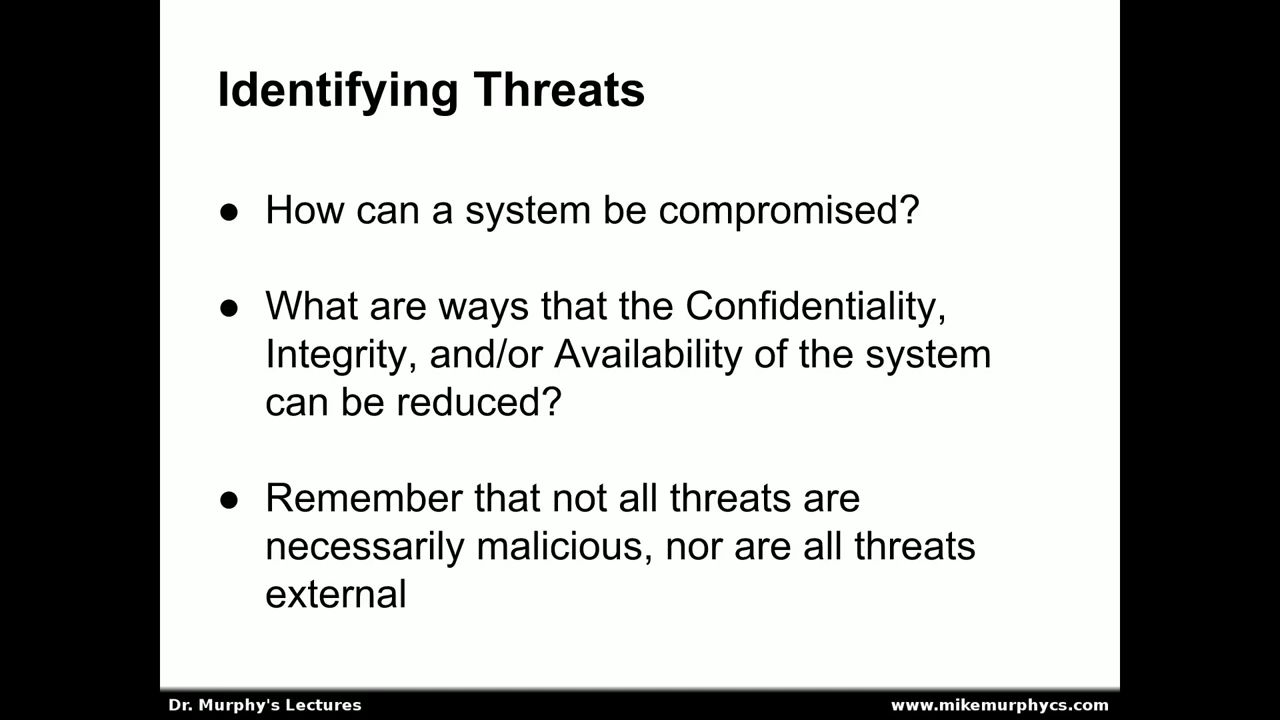 Identifying Threats
● How can a system be compromised?
● What are ways that the Confidentiality,
Integrity, and/or Availability of the system
can be reduced?
● Remember that not all threats are
necessarily malicious, nor are all threats
external
Dr. Murphy's Lectures
www.mikemurphycs.com